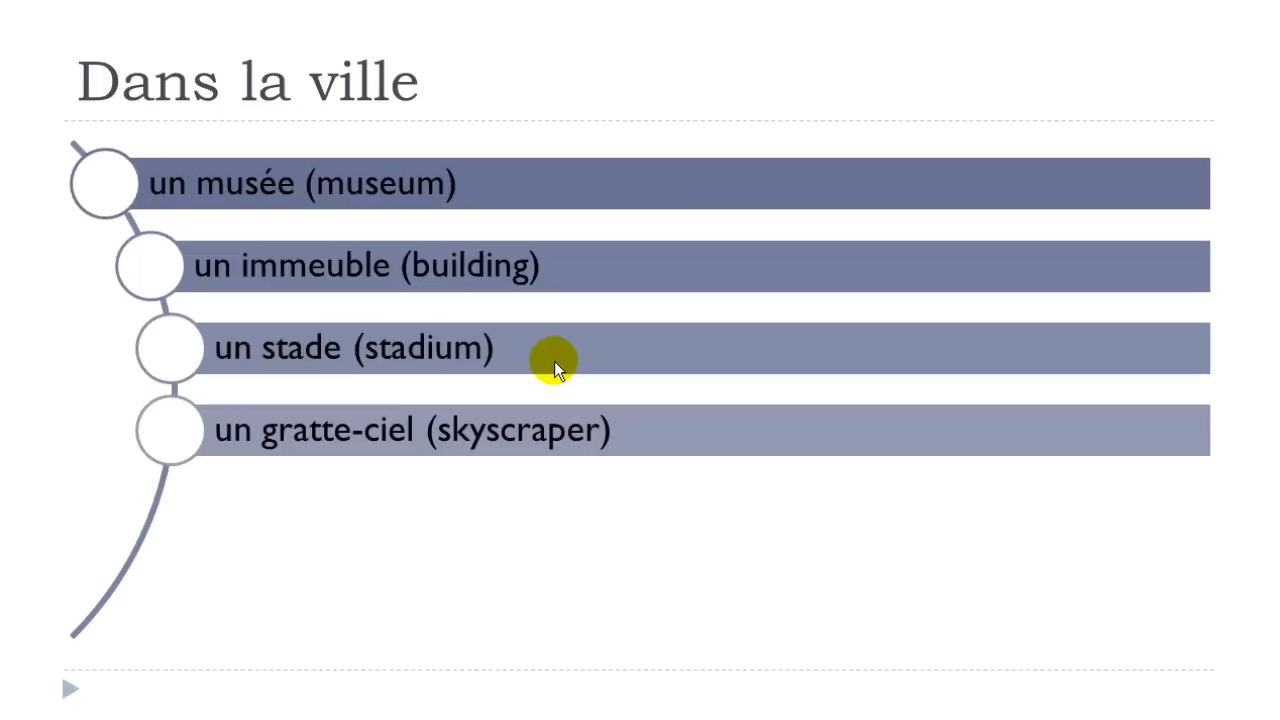 Dans la ville
un musée (museum)
un immeuble (building)
un stade (stadium)
un gratte-ciel (skyscraper)